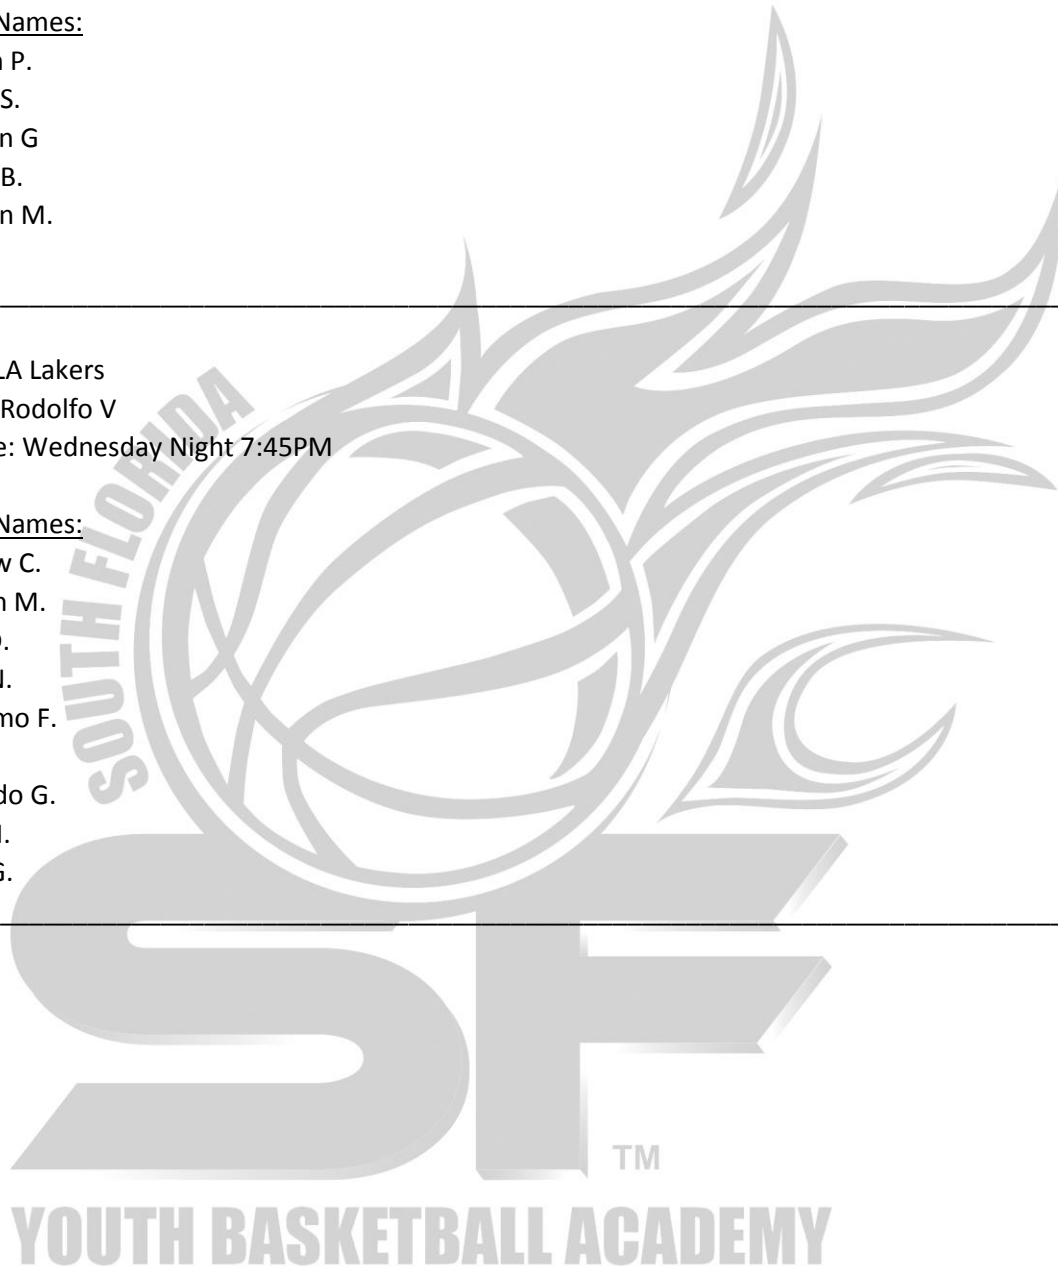 Names:
n P.
S.
n G
B.
n M.
LA Lakers
Rodolfo V
e: Wednesday Night 7:45PM
Names:
w C.
n M.
mo F.
do G.
G.
SOUTH FLORIDA
SF
TM
YOUTH BASKETBALL ACADEMY